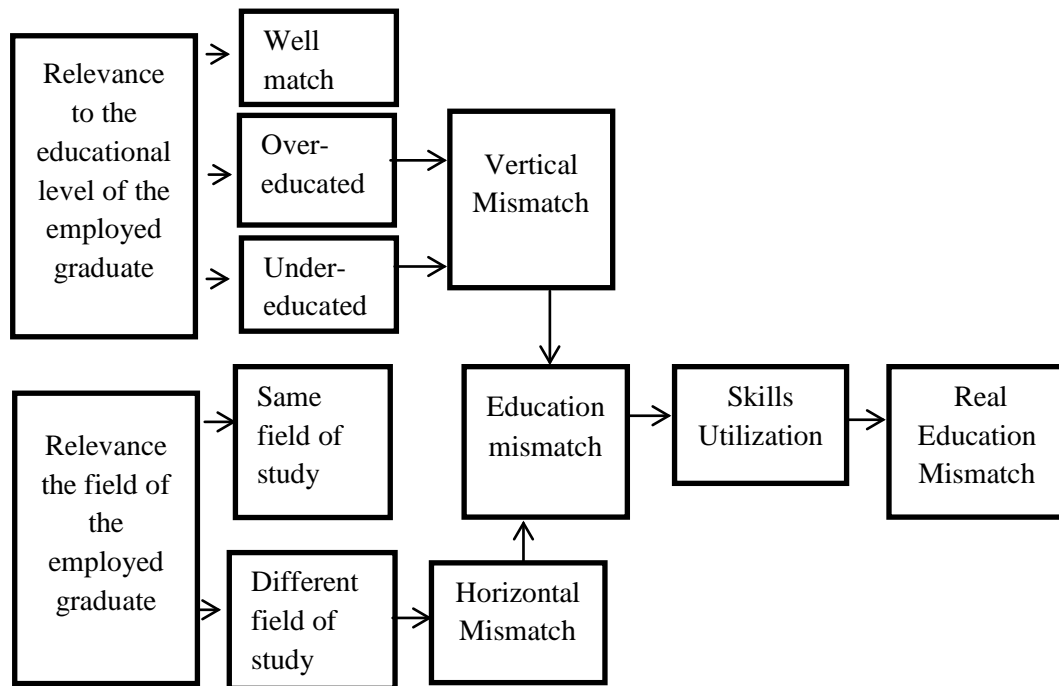 Relevance
to the
educational
level of the
employed
graduate
Well
match
Over-
educated
Under-
educated
Vertical
Mismatch
Relevance
the field of
the
employed
graduate
Same
field of
study
Different
field of
study
Horizontal
Mismatch
Education
mismatch
Skills
Utilization
Real
Education
Mismatch